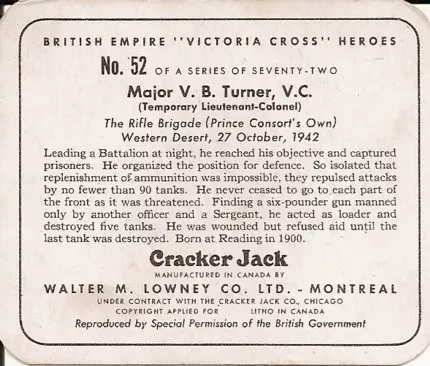 BRITISH EMPIRE "VICTORIA CROSS" HEROES
No. 52 OF A SERIES OF SEVENTY-TWO
Major V. B. Turner, V.C.
(Temporary Lieutenant-Colonel)
The Rifle Brigade (Prince Consort's Own)
Western Desert, 27 October, 1942
Leading a Battalion at night, he reached his objective and captured
prisoners. He organized the position for defence. So isolated that
replenishment of ammunition was impossible, they repulsed attacks
by no fewer than 90 tanks. He never ceased to go to each part of
the front as it was threatened. Finding a six-pounder gun manned
only by another officer and a Sergeant, he acted as loader and
destroyed five tanks. He was wounded but refused aid until the
last tank was destroyed. Born at Reading in 1900.
Cracker Jack
MANUFACTURED IN CANADA BY
WALTER M. LOWNEY CO. LTD. - MONTREAL
UNDER CONTRACT WITH THE CRACKER JACK CO., CHICAGO
COPYRIGHT APPLIED FOR LITHO IN CANADA
Reproduced by Special Permission of the British Government